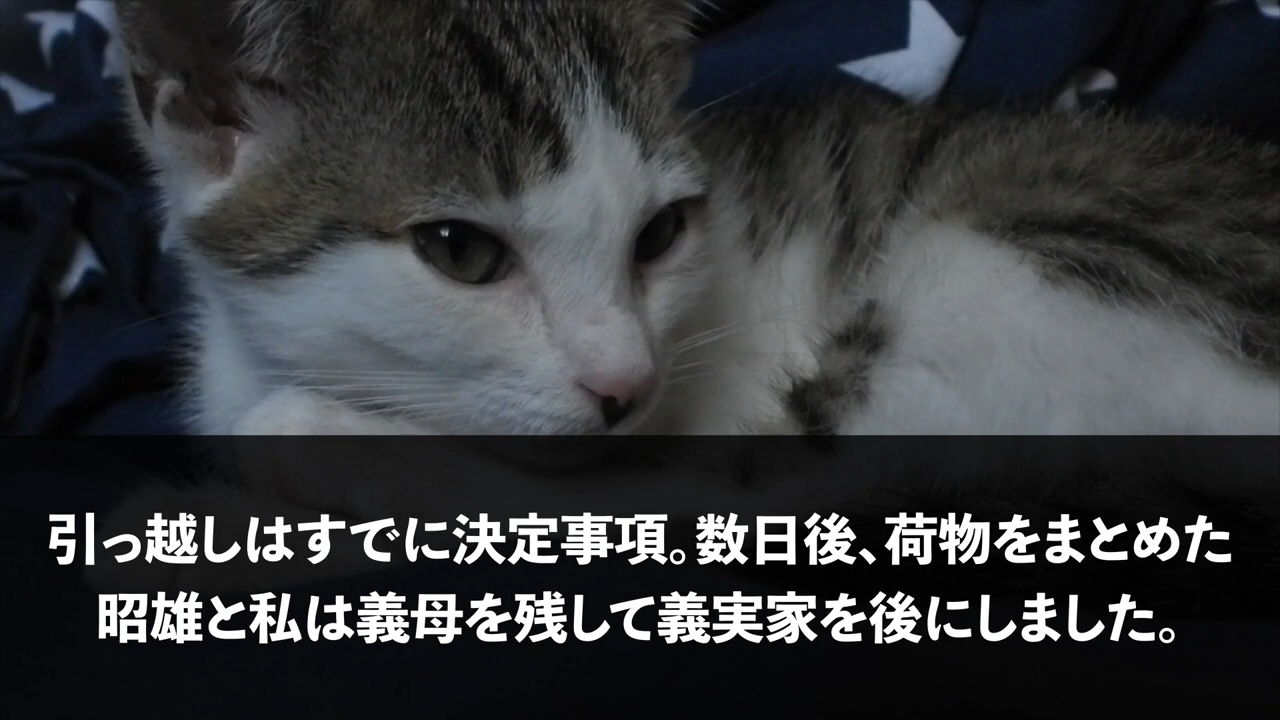 引っ越しはすでに決定事項。数日後、荷物をまとめた
昭雄と私は義母を残して義実家を後にしました。